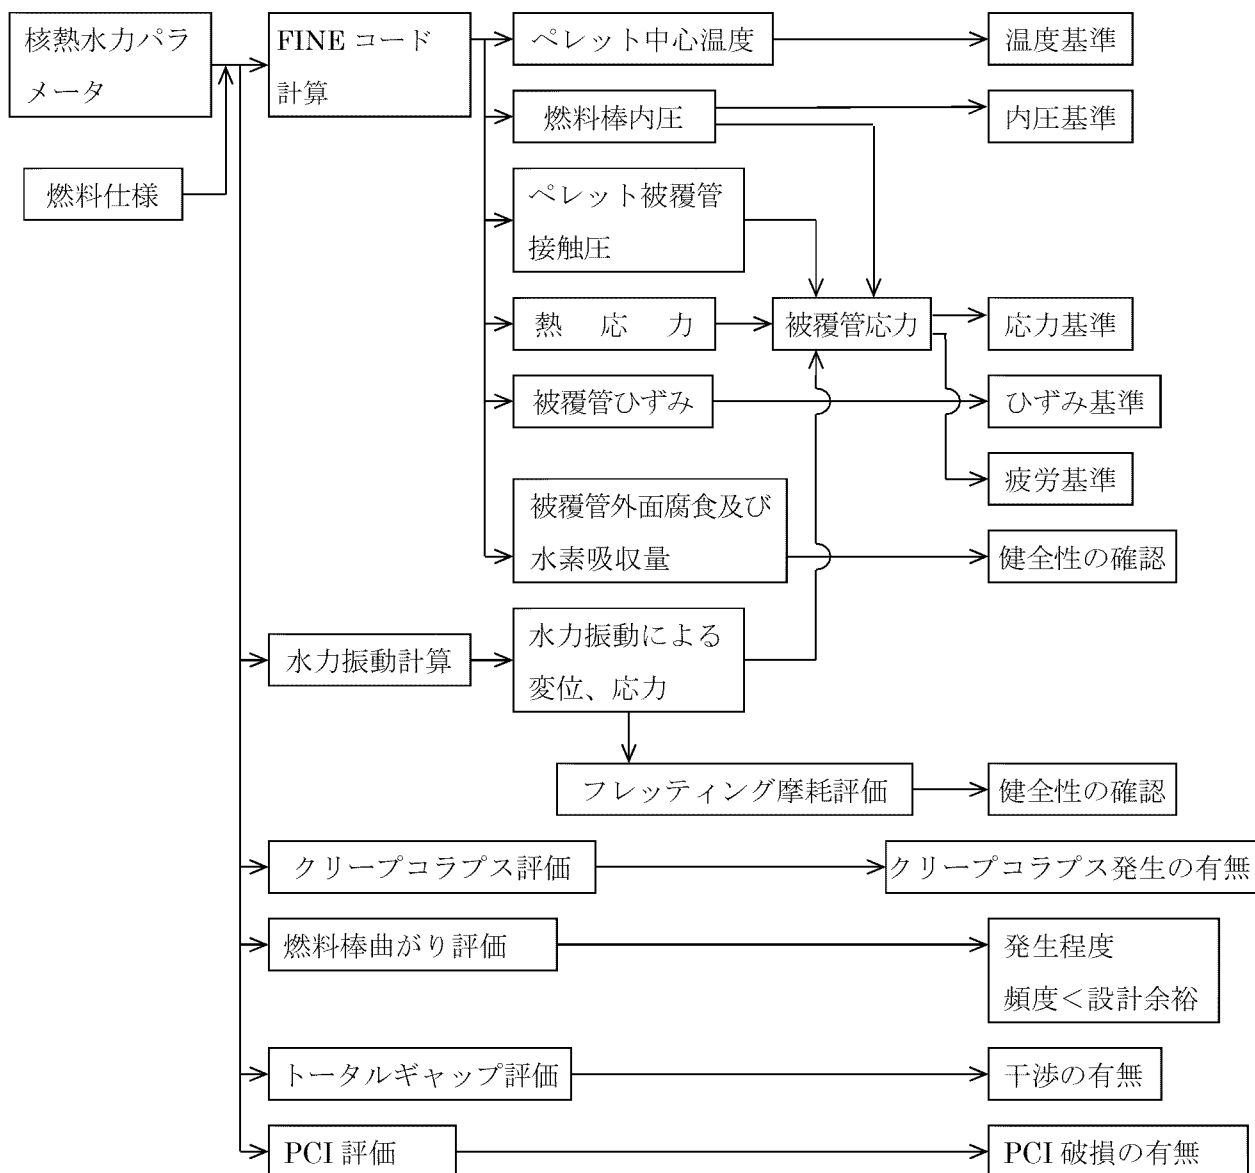 核熱水力パラ
メータ
燃料仕様
FINE コード
計算
ペレット中心温度
温度基準
燃料棒内圧
内圧基準
ペレット被覆管
接触圧
熱 応 力
被覆管応力
応力基準
被覆管ひずみ
ひずみ基準
疲労基準
被覆管外面腐食及び
水素吸収量
健全性の確認
水力振動計算
水力振動による
変位、応力
フレッティング摩耗評価
健全性の確認
クリープコラプス評価
クリープコラプス発生の有無
燃料棒曲がり評価
発生程度
頻度＜設計余裕
トータルギャップ評価
干渉の有無
PCI 評価
PCI 破損の有無